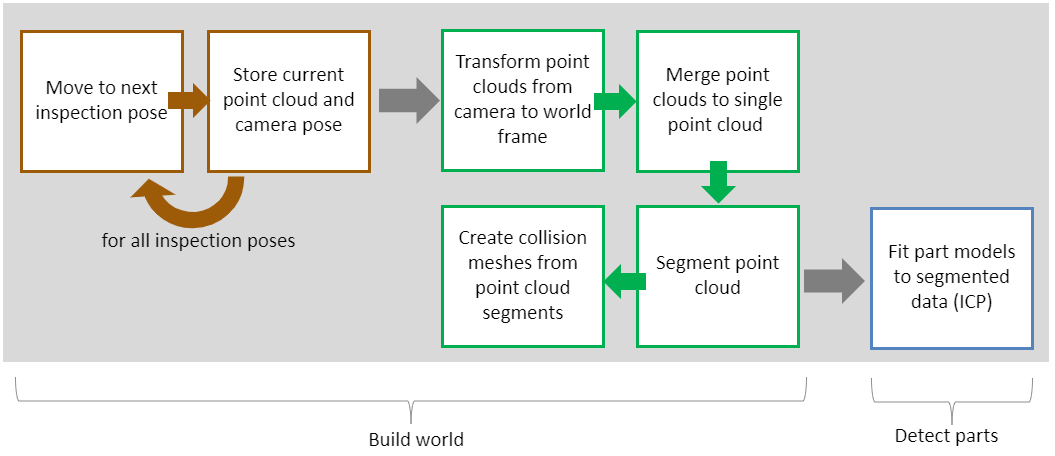 Move to next
inspection pose
Store current
point cloud and
camera pose
for all inspection poses
Transform point
clouds from
camera to world
frame
Merge point
clouds to single
point cloud
Create collision
meshes from
point cloud
segments
Segment point
cloud
Fit part models
to segmented
data (ICP)
Build world
Detect parts